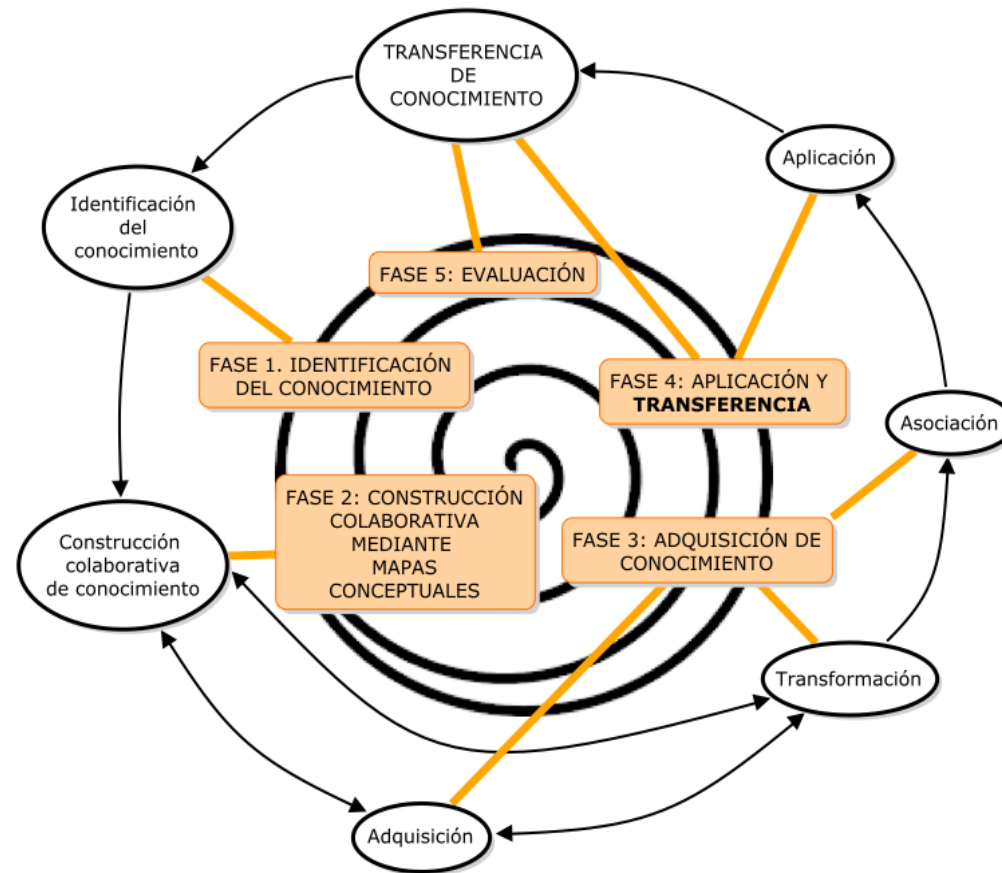 TRANSFERENCIA
DE
CONOCIMIENTO
Aplicación
Identificación
del
conocimiento
FASE 5: EVALUACIÓN
FASE 1. IDENTIFICACIÓN
DEL CONOCIMIENTO
FASE 4: APLICACIÓN Y
TRANSFERENCIA
Asociación
FASE 2: CONSTRUCCIÓN
COLABORATIVA
MEDIANTE
MAPAS
CONCEPTUALES
FASE 3: ADQUISICIÓN DE
CONOCIMIENTO
Construcción
colaborativa
de conocimiento
Transformación
Adquisición